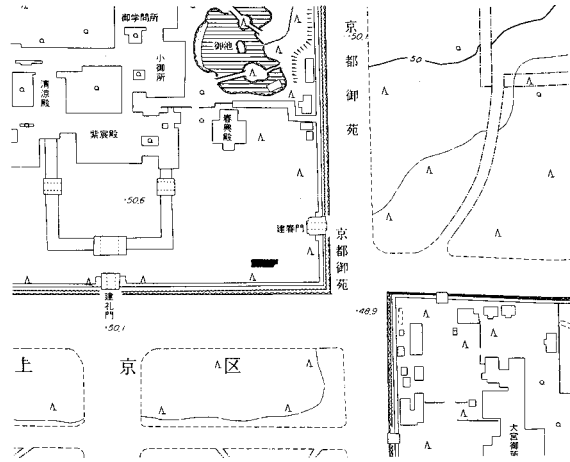 御学問所
小御所
御池
京都御苑
50.1
50
清涼殿
紫宸殿
春興殿
50.6
建春門
京都御苑
建礼門
50.1
48.9
上京区
大宮御所